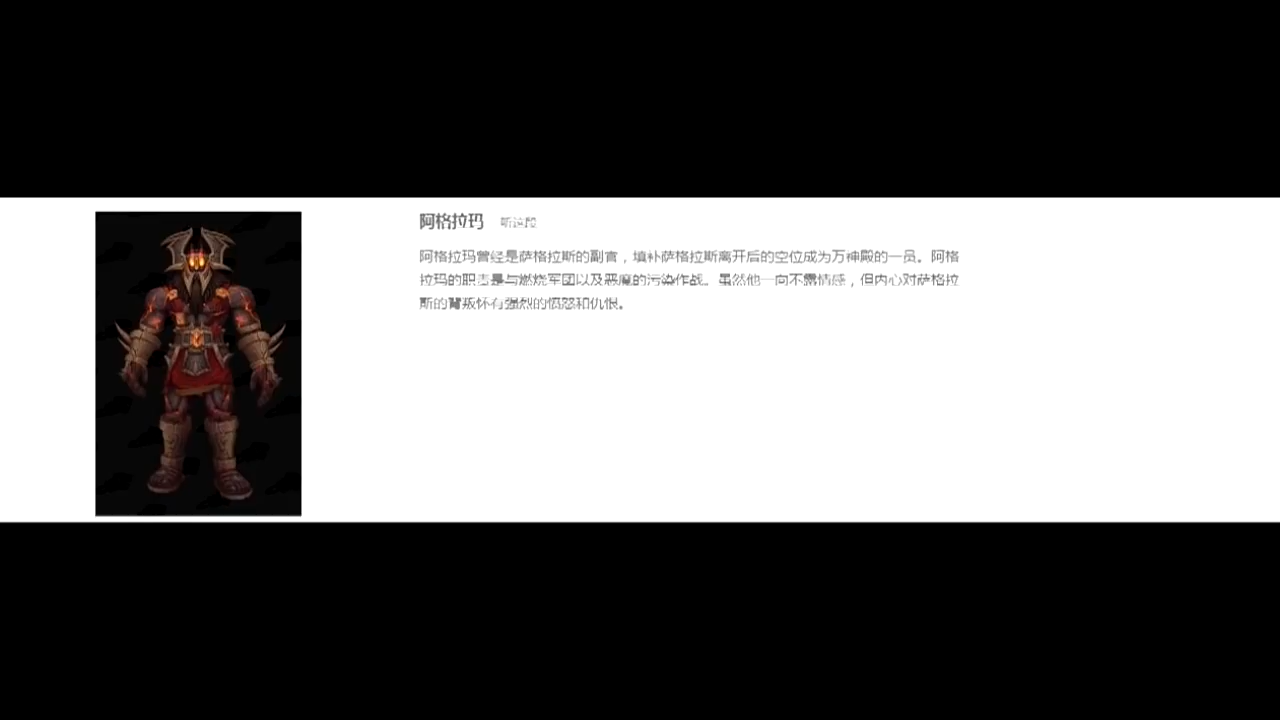 阿格拉玛 听这段
阿格拉玛曾经是萨格拉斯的副官，填补萨格拉斯离开后的空位成为万神殿的一员。阿格
拉玛的职责是与燃烧军团以及恶魔的污染作战。虽然他一向不露情感，但内心对萨格拉
斯的背叛怀有强烈的愤怒和仇恨。